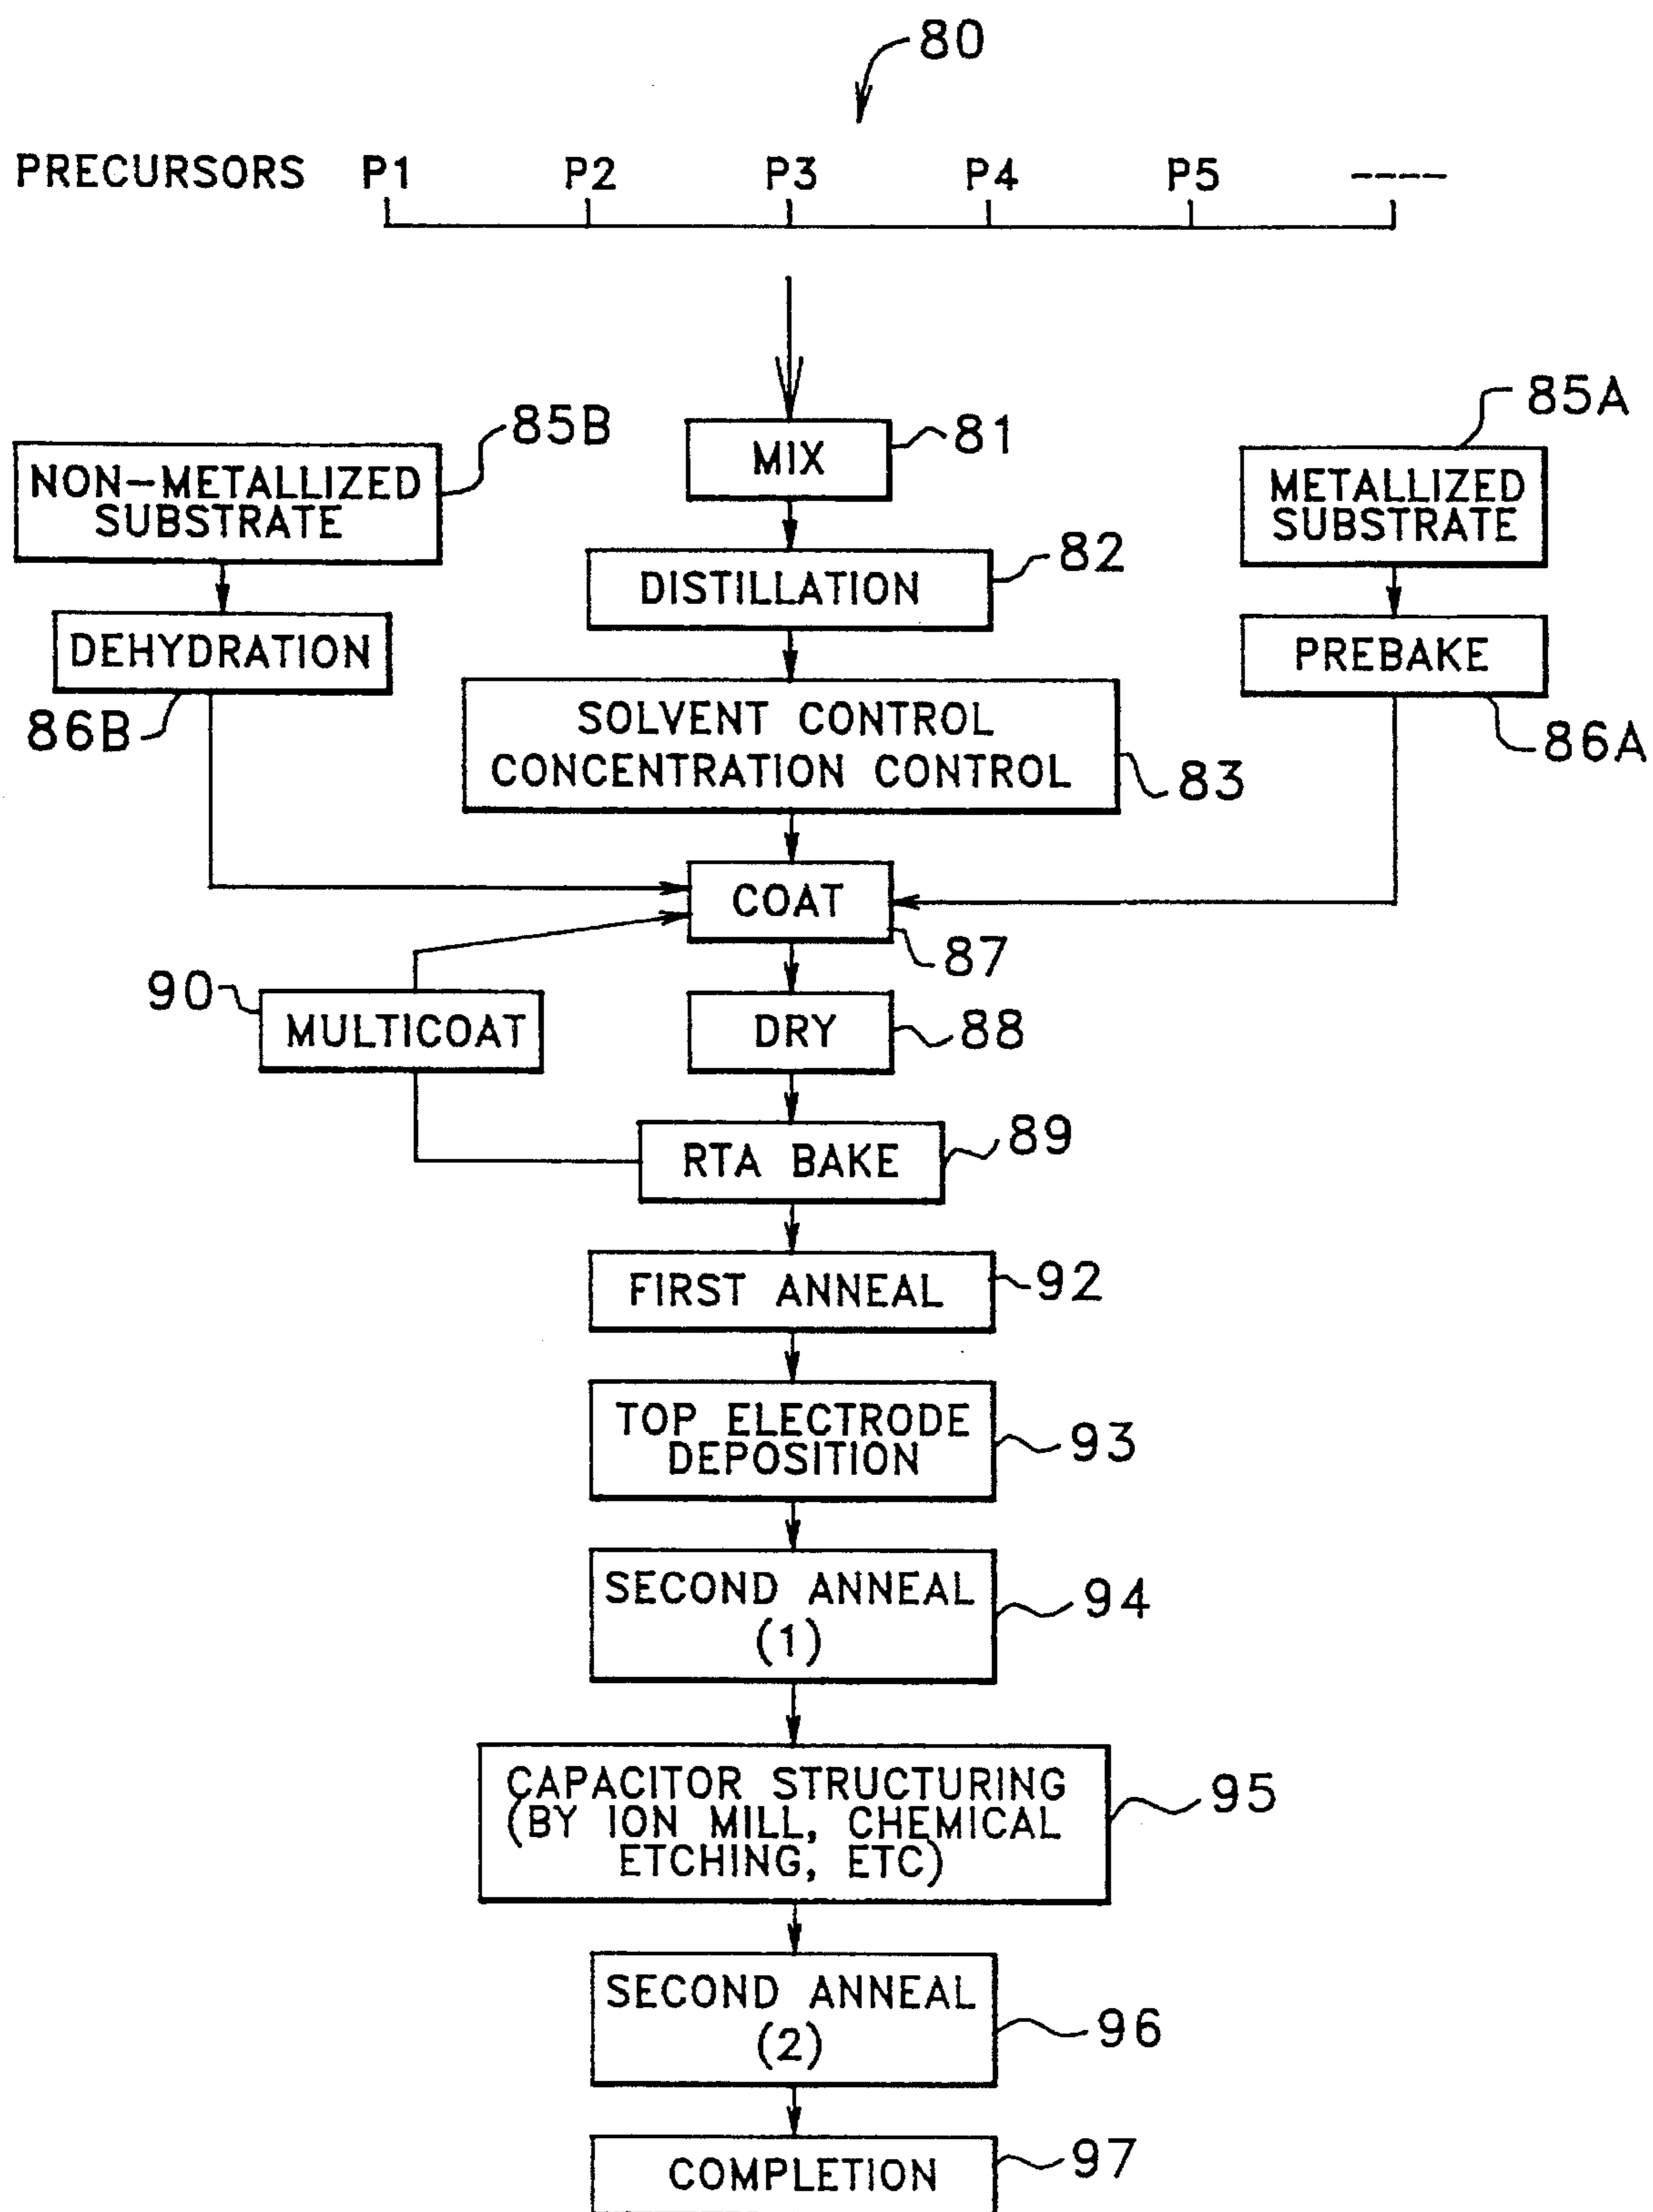 80
PRECURSORS P1 P2 P3 P4 P5 ----
85B
85A
81
MIX
NON-METALLIZED
SUBSTRATE
METALLIZED
SUBSTRATE
82
DISTILLATION
DEHYDRATION
PREBAKE
86B
86A
SOLVENT CONTROL
CONCENTRATION CONTROL
83
COAT
87
90
MULTICOAT
DRY
88
RTA BAKE
89
FIRST ANNEAL
92
TOP ELECTRODE
DEPOSITION
93
SECOND ANNEAL
(1)
94
CAPACITOR STRUCTURING
(BY ION MILL, CHEMICAL
ETCHING, ETC)
95
SECOND ANNEAL
(2)
96
COMPLETION
97